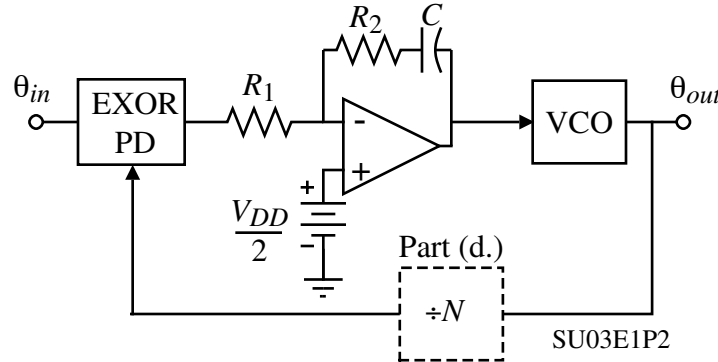 R2 C
θin
EXOR
PD
R1
-
+
VCO
θout
VDD
2
+
-
Part (d.)
÷N
SU03E1P2